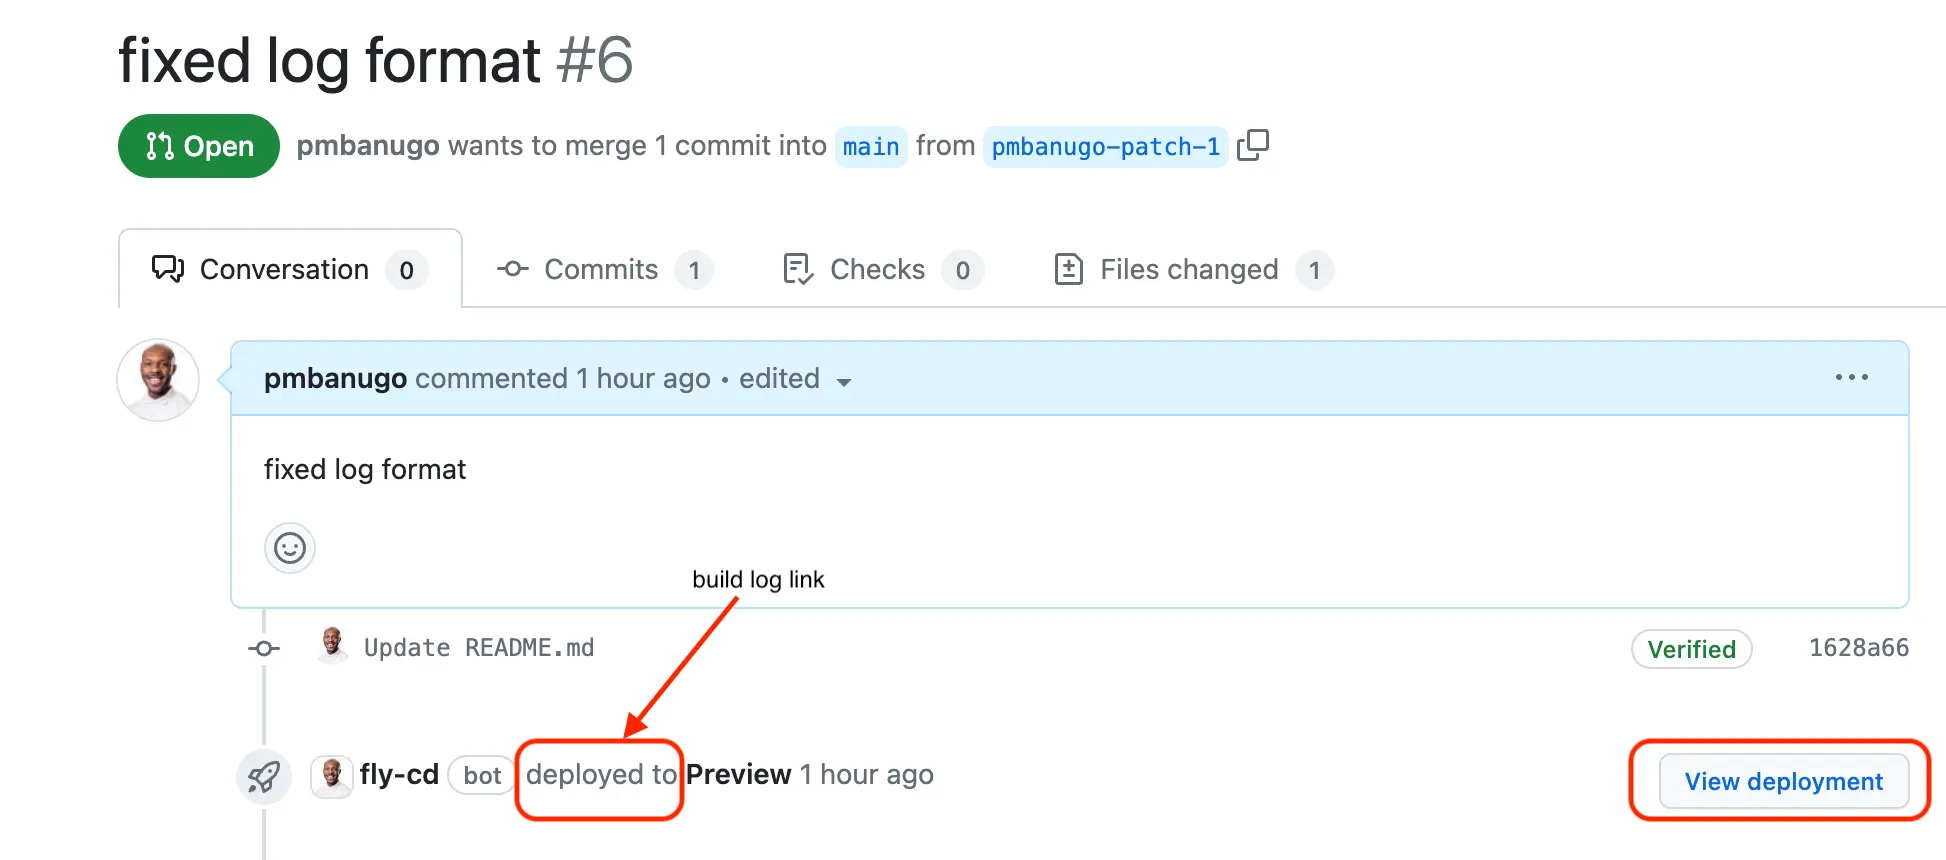 fixed log format #6
Open pmbanugo wants to merge 1 commit into main from pmbanugo-patch-1
Conversation 0 Commits 1 Checks 0 Files changed 1
pmbanugo commented 1 hour ago • edited
fixed log format
build log link
Update README.md Verified 1628a66
fly-cd bot deployed to Preview 1 hour ago View deployment